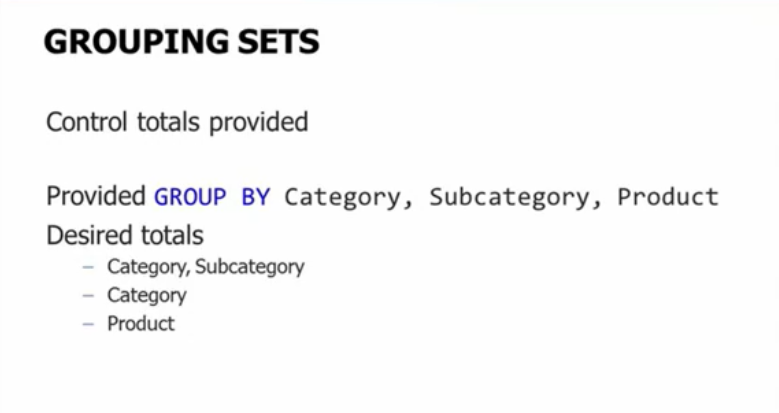 GROUPING SETS
Control totals provided
Provided GROUP BY Category, Subcategory, Product
Desired totals
– Category, Subcategory
– Category
– Product